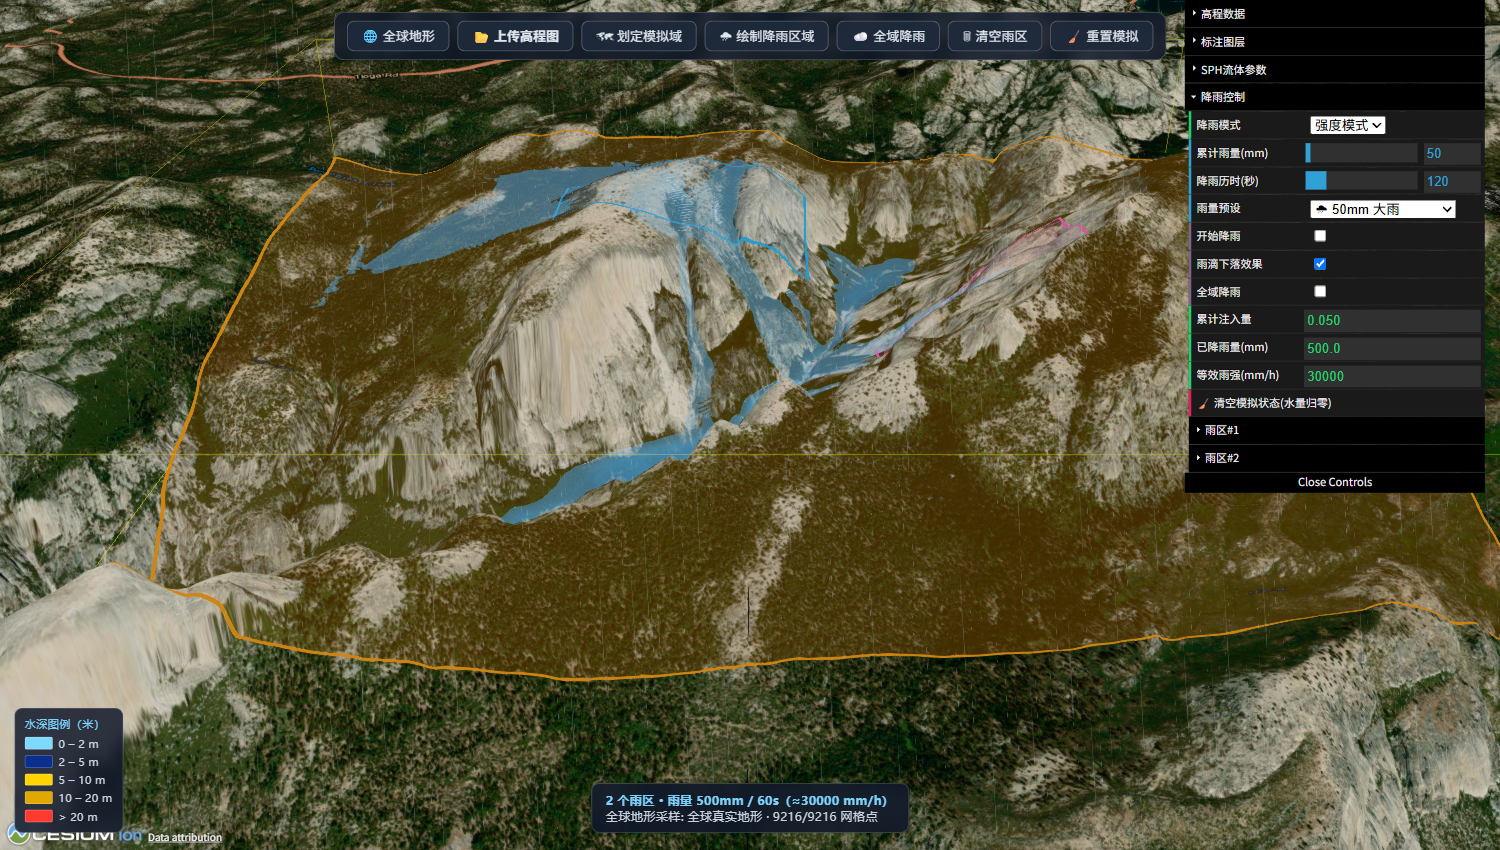 全球地形
上传高程图
划定模拟域
绘制降雨区域
全域降雨
清空雨区
重置模拟
高程数据
标注图层
SPH流体参数
降雨控制
降雨模式 强度模式
累计雨量(mm) 50
降雨历时(秒) 120
雨量预设 50mm 大雨
开始降雨
雨滴下落效果
全域降雨
累计注入量 0.050
已降雨量(mm) 500.0
等效雨强(mm/h) 30000
清空模拟状态(水量归零)
雨区#1
雨区#2
Close Controls
水深图例（米）
0 – 2 m
2 – 5 m
5 – 10 m
10 – 20 m
> 20 m
CESIUM ion Data attribution
2 个雨区 • 雨量 500mm / 60s（≈30000 mm/h）
全球地形采样: 全球真实地形 · 9216/9216 网格点